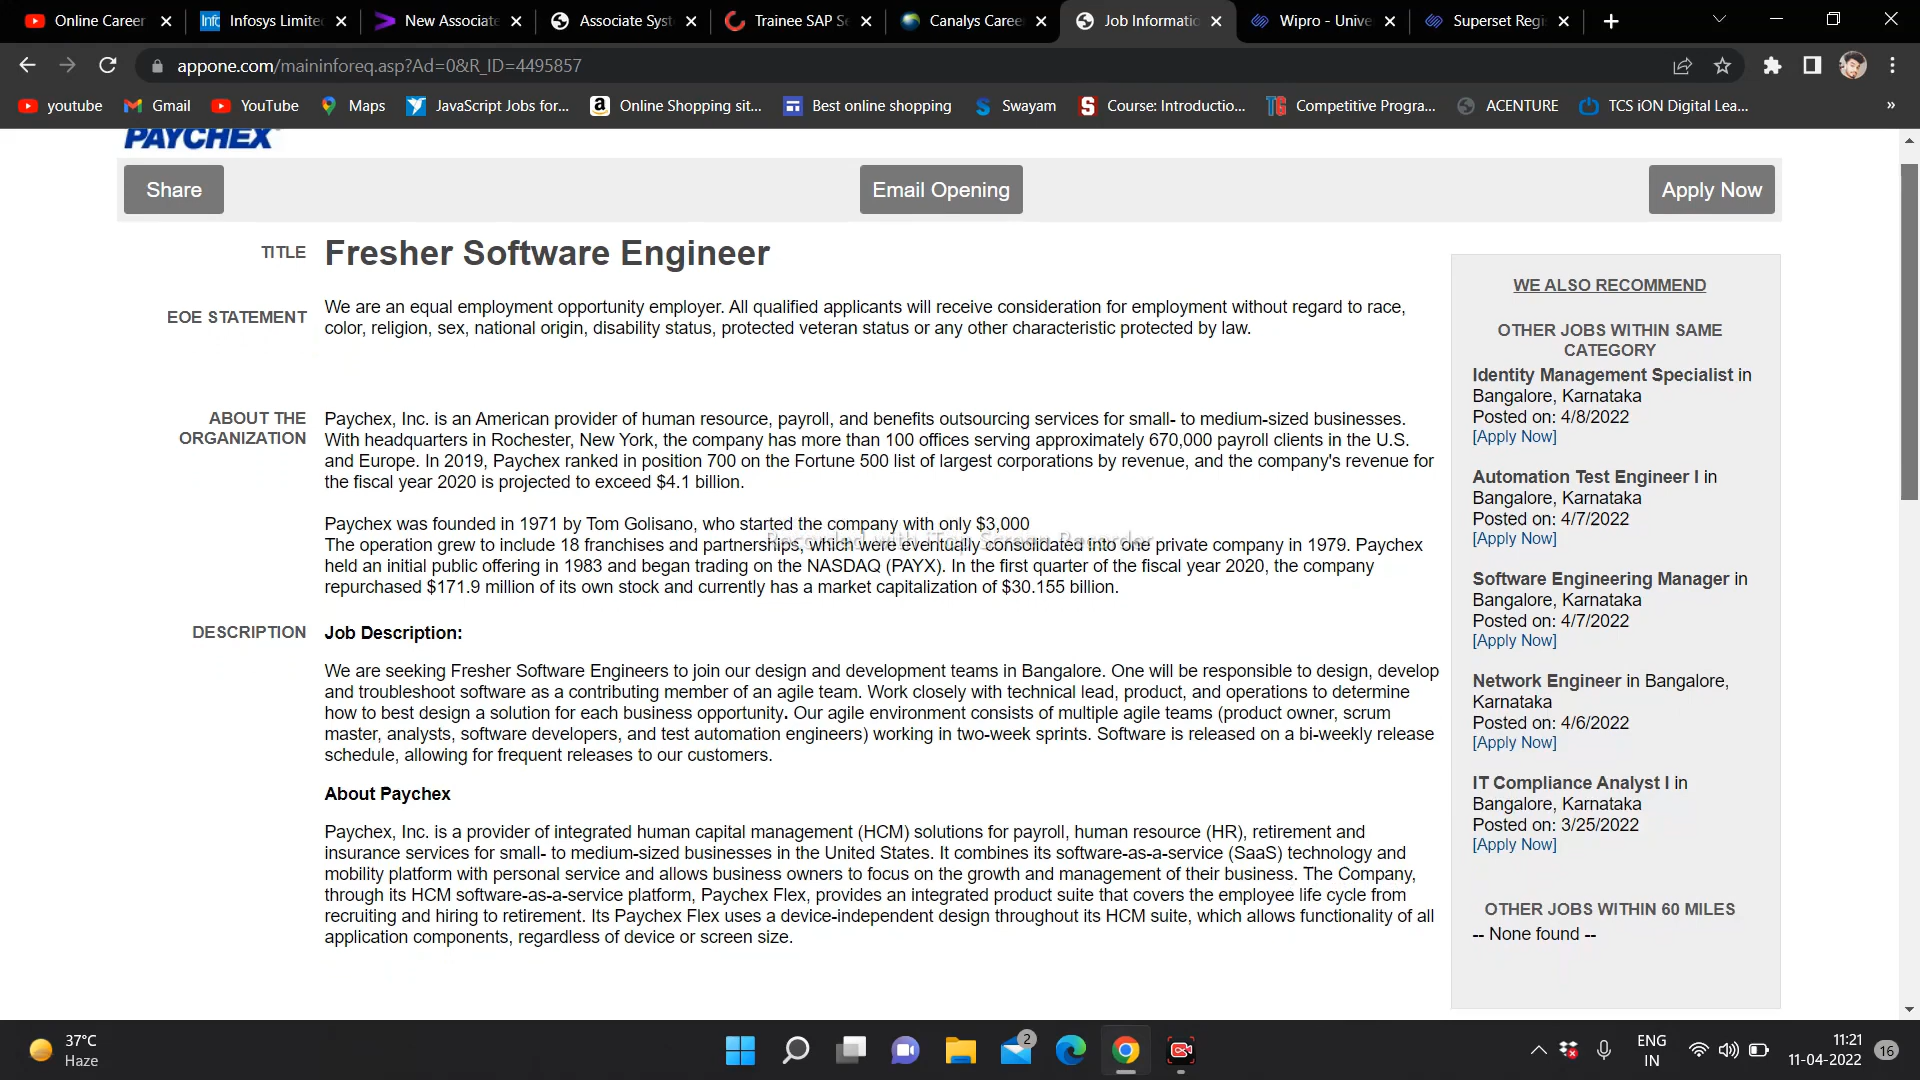 Online Career
Infosys Limite
New Associate
Associate Syst
Trainee SAP S
Canalys Caree
Job Informatio
Wipro - Unive
Superset Regi
appone.com/maininforeq.asp?Ad=0&R_ID=4495857
youtube
Gmail
YouTube
Maps
JavaScript Jobs for...
Online Shopping sit...
Best online shopping
Swayam
Course: Introductio...
Competitive Progra...
ACENTURE
TCS iON Digital Lea...
»
PAYCHEX
Share
Email Opening
Apply Now
TITLE
Fresher Software Engineer
EOE STATEMENT
We are an equal employment opportunity employer. All qualified applicants will receive consideration for employment without regard to race,
color, religion, sex, national origin, disability status, protected veteran status or any other characteristic protected by law.
ABOUT THE
ORGANIZATION
Paychex, Inc. is an American provider of human resource, payroll, and benefits outsourcing services for small- to medium-sized businesses.
With headquarters in Rochester, New York, the company has more than 100 offices serving approximately 670,000 payroll clients in the U.S.
and Europe. In 2019, Paychex ranked in position 700 on the Fortune 500 list of largest corporations by revenue, and the company's revenue for
the fiscal year 2020 is projected to exceed $4.1 billion.
Paychex was founded in 1971 by Tom Golisano, who started the company with only $3,000
Recorded with iTop Screen Recorder
The operation grew to include 18 franchises and partnerships, which were eventually consolidated into one private company in 1979. Paychex
held an initial public offering in 1983 and began trading on the NASDAQ (PAYX). In the first quarter of the fiscal year 2020, the company
repurchased $171.9 million of its own stock and currently has a market capitalization of $30.155 billion.
DESCRIPTION
Job Description:
We are seeking Fresher Software Engineers to join our design and development teams in Bangalore. One will be responsible to design, develop
and troubleshoot software as a contributing member of an agile team. Work closely with technical lead, product, and operations to determine
how to best design a solution for each business opportunity. Our agile environment consists of multiple agile teams (product owner, scrum
master, analysts, software developers, and test automation engineers) working in two-week sprints. Software is released on a bi-weekly release
schedule, allowing for frequent releases to our customers.
About Paychex
Paychex, Inc. is a provider of integrated human capital management (HCM) solutions for payroll, human resource (HR), retirement and
insurance services for small- to medium-sized businesses in the United States. It combines its software-as-a-service (SaaS) technology and
mobility platform with personal service and allows business owners to focus on the growth and management of their business. The Company,
through its HCM software-as-a-service platform, Paychex Flex, provides an integrated product suite that covers the employee life cycle from
recruiting and hiring to retirement. Its Paychex Flex uses a device-independent design throughout its HCM suite, which allows functionality of all
application components, regardless of device or screen size.
WE ALSO RECOMMEND
OTHER JOBS WITHIN SAME
CATEGORY
Identity Management Specialist in
Bangalore, Karnataka
Posted on: 4/8/2022
[Apply Now]
Automation Test Engineer I in
Bangalore, Karnataka
Posted on: 4/7/2022
[Apply Now]
Software Engineering Manager in
Bangalore, Karnataka
Posted on: 4/7/2022
[Apply Now]
Network Engineer in Bangalore,
Karnataka
Posted on: 4/6/2022
[Apply Now]
IT Compliance Analyst I in
Bangalore, Karnataka
Posted on: 3/25/2022
[Apply Now]
OTHER JOBS WITHIN 60 MILES
-- None found --
37°C
Haze
2
ENG
IN
11:21
11-04-2022
16